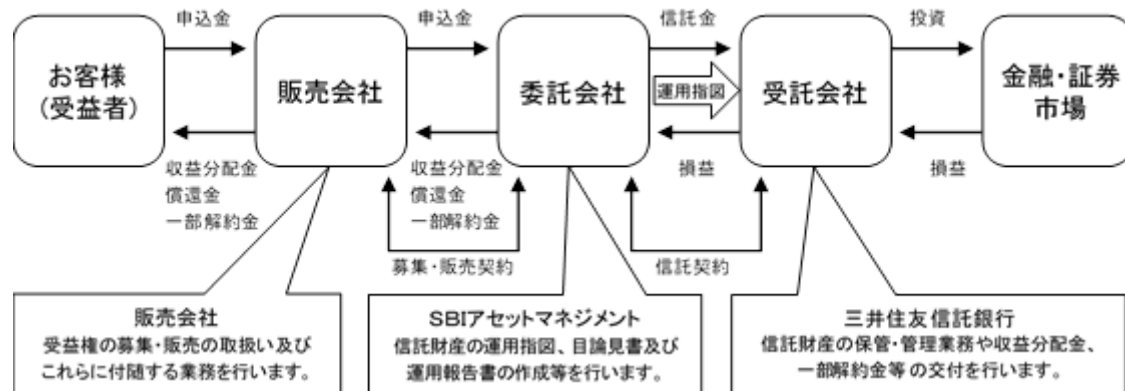 申込金
申込金
信託金
投資
お客様
(受益者)
販売会社
委託会社
運用指図
受託会社
金融・証券
市場
収益分配金
償還金
一部解約金
収益分配金
償還金
一部解約金
損益
損益
募集・販売契約
信託契約
販売会社
受益権の募集・販売の取扱い及び
これらに付随する業務を行います。
SBIアセットマネジメント
信託財産の運用指図、目論見書及び
運用報告書の作成等を行います。
三井住友信託銀行
信託財産の保管・管理業務や収益分配金、
一部解約金等の交付を行います。